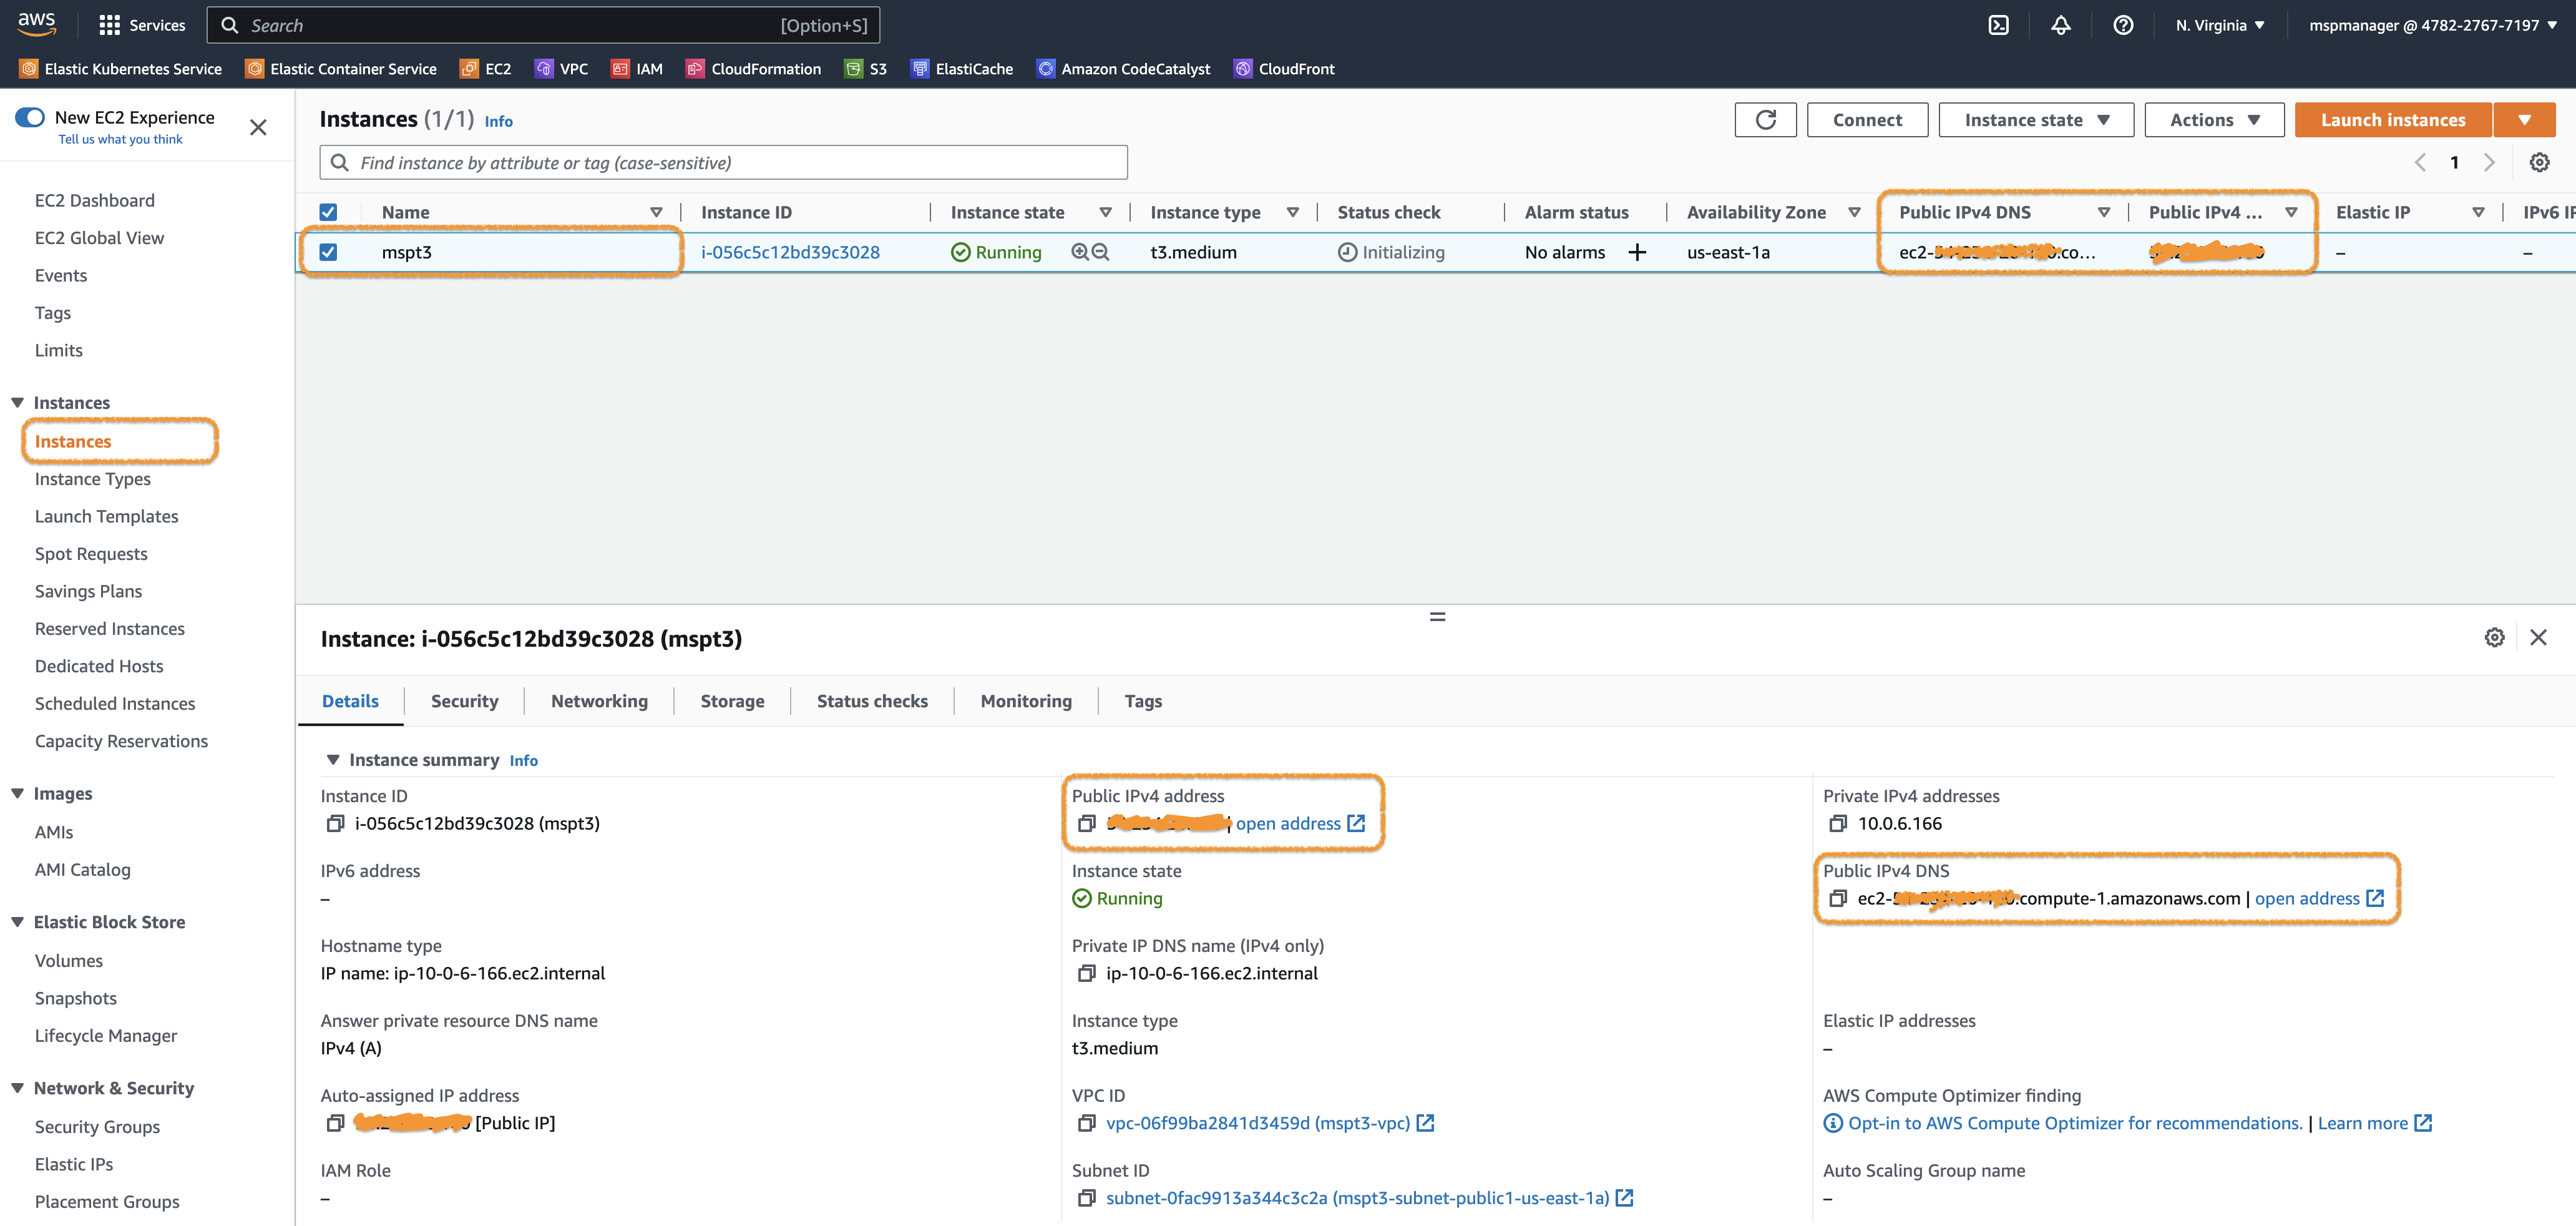 aws
Services
Search
[Option+S]
N. Virginia
mspmanager @ 4782-2767-7197
Elastic Kubernetes Service
Elastic Container Service
EC2
VPC
IAM
CloudFormation
S3
ElastiCache
Amazon CodeCatalyst
CloudFront
New EC2 Experience
Tell us what you think
EC2 Dashboard
EC2 Global View
Events
Tags
Limits
Instances
Instances
Instance Types
Launch Templates
Spot Requests
Savings Plans
Reserved Instances
Dedicated Hosts
Scheduled Instances
Capacity Reservations
Images
AMIs
AMI Catalog
Elastic Block Store
Volumes
Snapshots
Lifecycle Manager
Network & Security
Security Groups
Elastic IPs
Placement Groups
Instances (1/1) Info
Connect
Instance state
Actions
Launch instances
Find instance by attribute or tag (case-sensitive)
1
Name
Instance ID
Instance state
Instance type
Status check
Alarm status
Availability Zone
Public IPv4 DNS
Public IPv4 ...
Elastic IP
IPv6 IP
mspt3
i-056c5c12bd39c3028
Running
t3.medium
Initializing
No alarms +
us-east-1a
ec2-
.co...
–
–
Instance: i-056c5c12bd39c3028 (mspt3)
Details
Security
Networking
Storage
Status checks
Monitoring
Tags
Instance summary Info
Instance ID
i-056c5c12bd39c3028 (mspt3)
Public IPv4 address
| open address
Private IPv4 addresses
10.0.6.166
IPv6 address
–
Instance state
Running
Public IPv4 DNS
ec2-
.compute-1.amazonaws.com | open address
Hostname type
IP name: ip-10-0-6-166.ec2.internal
Private IP DNS name (IPv4 only)
ip-10-0-6-166.ec2.internal
Answer private resource DNS name
IPv4 (A)
Instance type
t3.medium
Elastic IP addresses
–
Auto-assigned IP address
[Public IP]
VPC ID
vpc-06f99ba2841d3459d (mspt3-vpc)
AWS Compute Optimizer finding
Opt-in to AWS Compute Optimizer for recommendations. | Learn more
IAM Role
–
Subnet ID
subnet-0fac9913a344c3c2a (mspt3-subnet-public1-us-east-1a)
Auto Scaling Group name
–